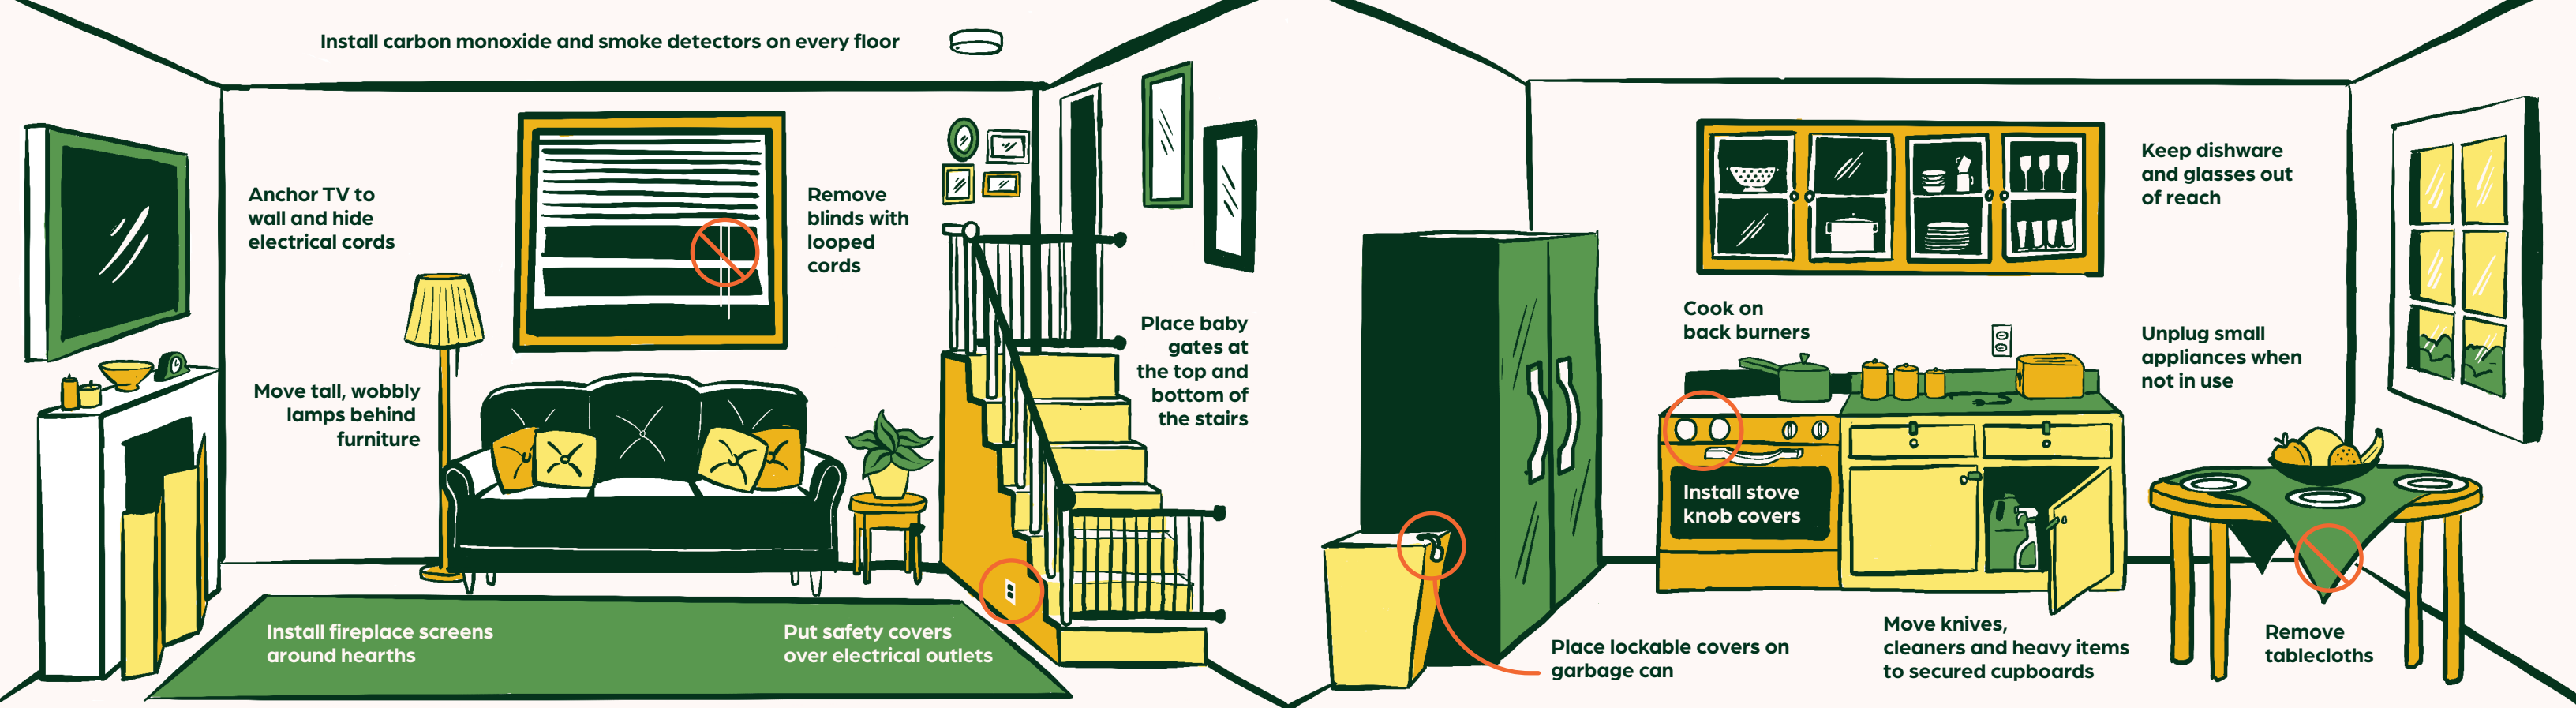 Install carbon monoxide and smoke detectors on every floor
Anchor TV to
wall and hide
electrical cords
Remove
blinds with
looped
cords
Move tall, wobbly
lamps behind
furniture
Place baby
gates at
the top and
bottom of
the stairs
Install fireplace screens
around hearths
Put safety covers
over electrical outlets
Keep dishware
and glasses out
of reach
Cook on
back burners
Unplug small
appliances when
not in use
Install stove
knob covers
Place lockable covers on
garbage can
Move knives,
cleaners and heavy items
to secured cupboards
Remove
tablecloths